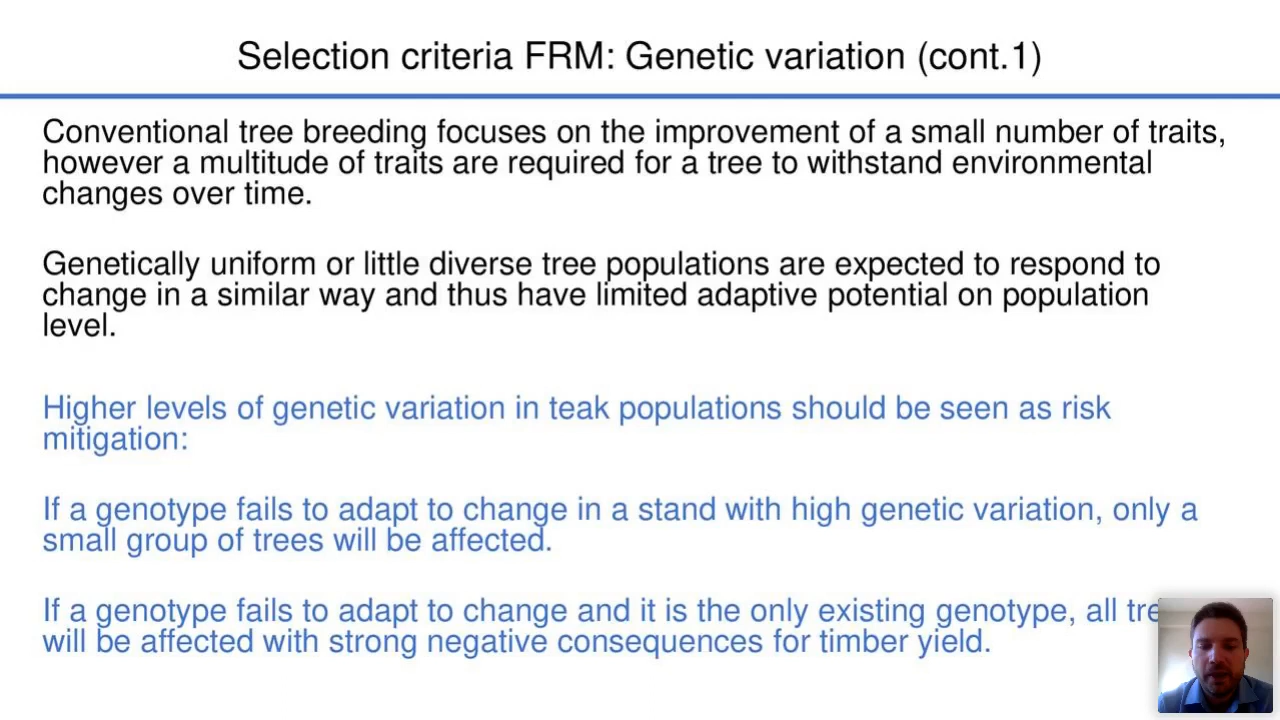 Selection criteria FRM: Genetic variation (cont.1)
Conventional tree breeding focuses on the improvement of a small number of traits,
however a multitude of traits are required for a tree to withstand environmental
changes over time.
Genetically uniform or little diverse tree populations are expected to respond to
change in a similar way and thus have limited adaptive potential on population
level.
Higher levels of genetic variation in teak populations should be seen as risk
mitigation:
If a genotype fails to adapt to change in a stand with high genetic variation, only a
small group of trees will be affected.
If a genotype fails to adapt to change and it is the only existing genotype, all
will be affected with strong negative consequences for timber yield.